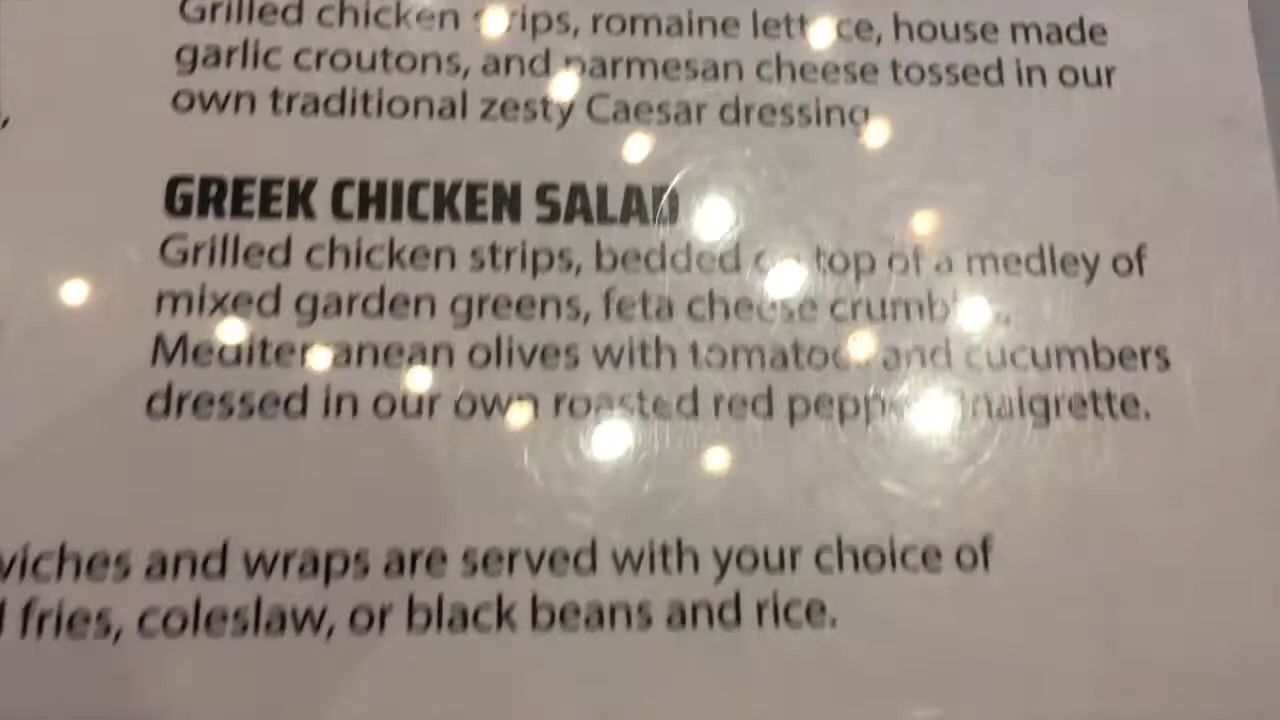 Grilled chicken strips, romaine lettuce, house made
garlic croutons, and parmesan cheese tossed in our
own traditional zesty Caesar dressing.
,
GREEK CHICKEN SALAD
Grilled chicken strips, bedded on top of a medley of
mixed garden greens, feta cheese crumbles,
Mediterranean olives with tomatoes and cucumbers
dressed in our own roasted red pepper vinaigrette.
wiches and wraps are served with your choice of
fries, coleslaw, or black beans and rice.